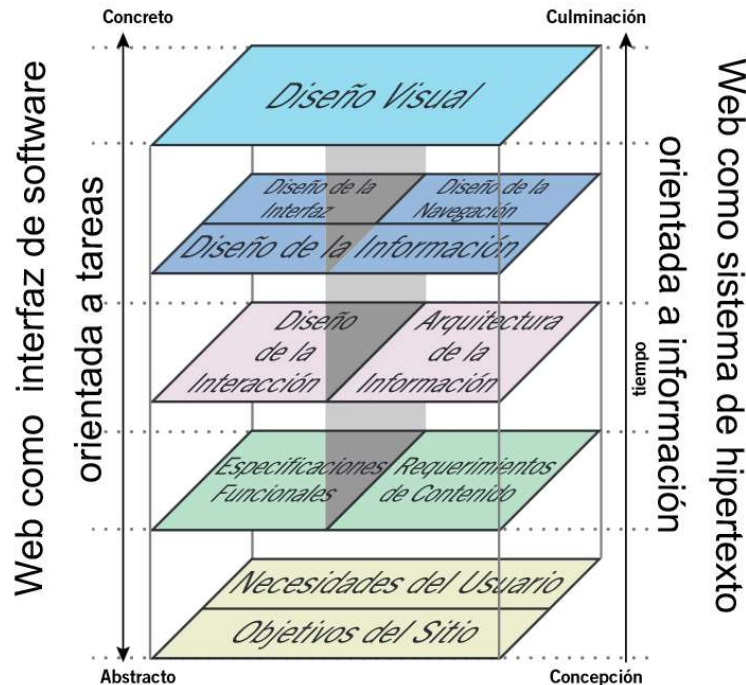 Concreto
Culminación
Web como interfaz de software
orientada a tareas
Web como sistema de hipertexto
orientada a información
tiempo
Diseño Visual
Diseño de la
Interfaz
Diseño de la
Navegación
Diseño de la Información
Diseño
de la
Interacción
Arquitectura
de la
Información
Especificaciones
Funcionales
Requerimientos
de Contenido
Necesidades del Usuario
Objetivos del Sitio
Abstracto
Concepción